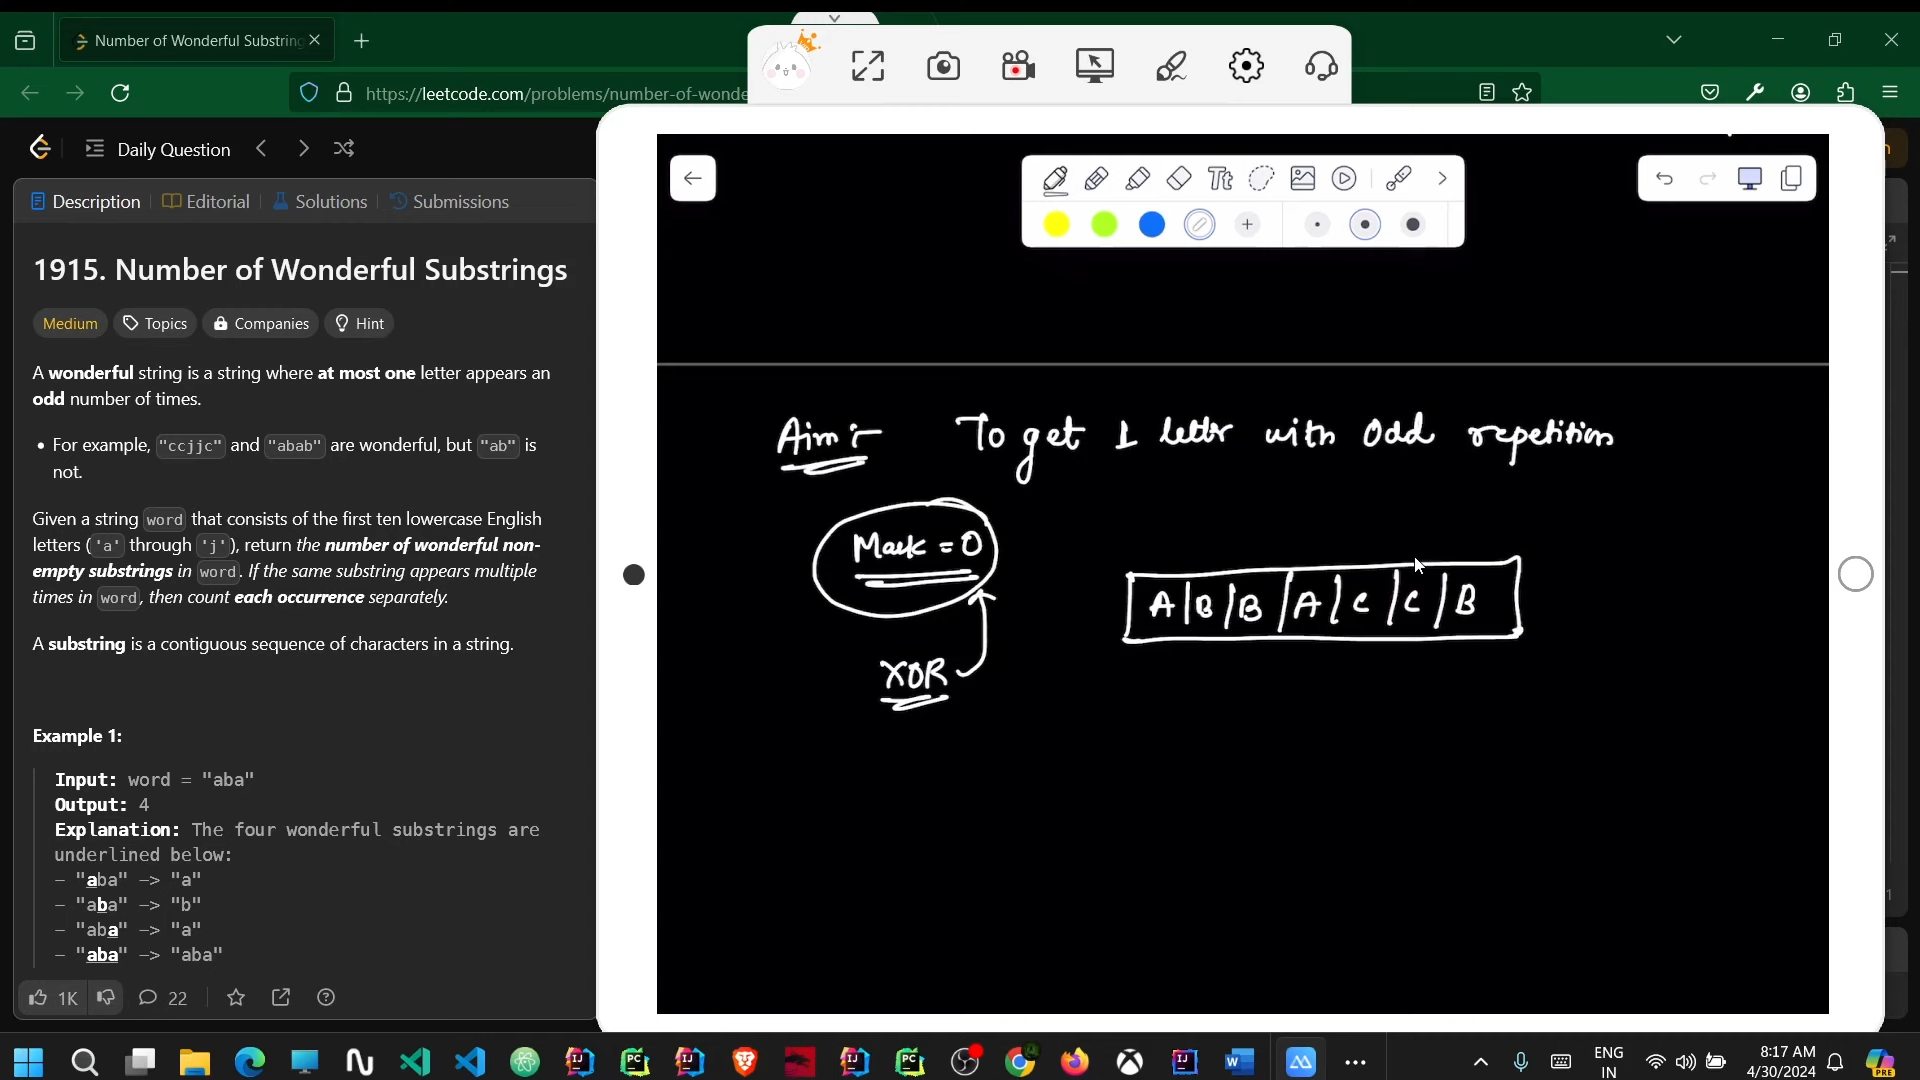 Number of Wonderful Substring
https://leetcode.com/problems/number-of-wonde
Daily Question
Description
Editorial
Solutions
Submissions
1915. Number of Wonderful Substrings
Medium
Topics
Companies
Hint
A wonderful string is a string where at most one letter appears an
odd number of times.
• For example, "ccjjc" and "abab" are wonderful, but "ab" is
not.
Given a string word that consists of the first ten lowercase English
letters ('a' through 'j'), return the number of wonderful non-
empty substrings in word. If the same substring appears multiple
times in word, then count each occurrence separately.
A substring is a contiguous sequence of characters in a string.
Example 1:
Input: word = "aba"
Output: 4
Explanation: The four wonderful substrings are
underlined below:
- "aba" -> "a"
- "aba" -> "b"
- "aba" -> "a"
- "aba" -> "aba"
1K
22
Tt
Aim :- To get 1 letter with Odd repetition
Mask = 0
A|B|B|A|C|C|B
XOR
ENG
IN
8:17 AM
4/30/2024
PRE